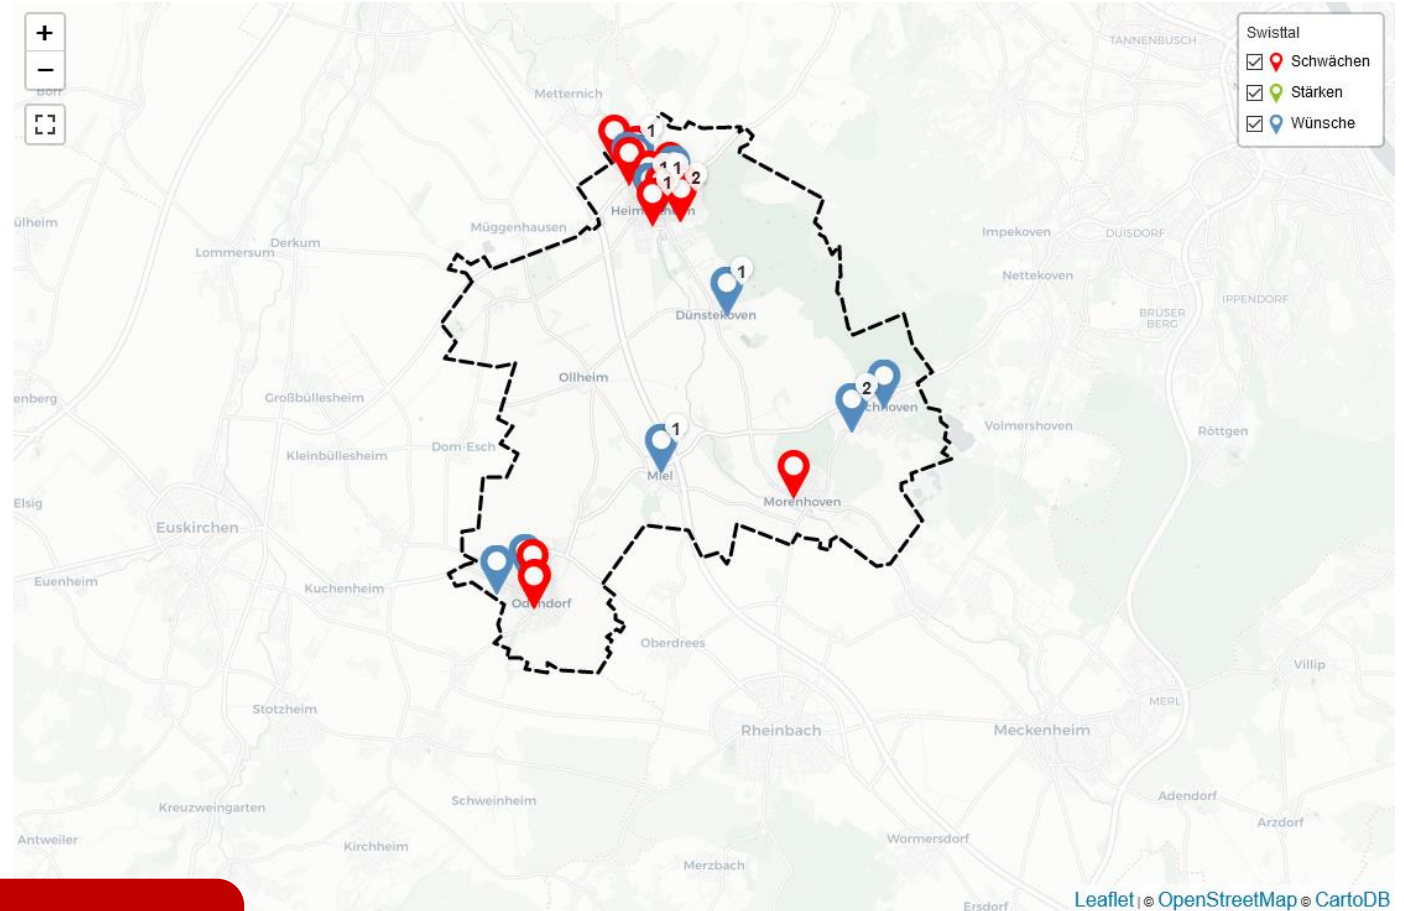 +
−
Borr
Metternich
TANNENBUSCH
Swisttal
Schwächen
Stärken
Wünsche
1
1 1
1
2
Müggenhausen
Derkum
Lommersum
Impekoven
DUISDORF
Nettekoven
IPPENDORF
BRÜSER
BERG
1
Dünstekoven
Ollheim
Großbüllesheim
2
Volmershoven
Röttgen
1
Dom-Esch
Kleinbüllesheim
Miel
Morenhoven
Elsig
Euskirchen
Euenheim
Kuchenheim
Oberdrees
Villip
MERL
Stotzheim
Rheinbach
Meckenheim
Schweinheim
Kreuzweingarten
Adendorf
Arzdorf
Antweiler
Kirchheim
Wormersdorf
Merzbach
Ersdorf
Leaflet | © OpenStreetMap © CartoDB